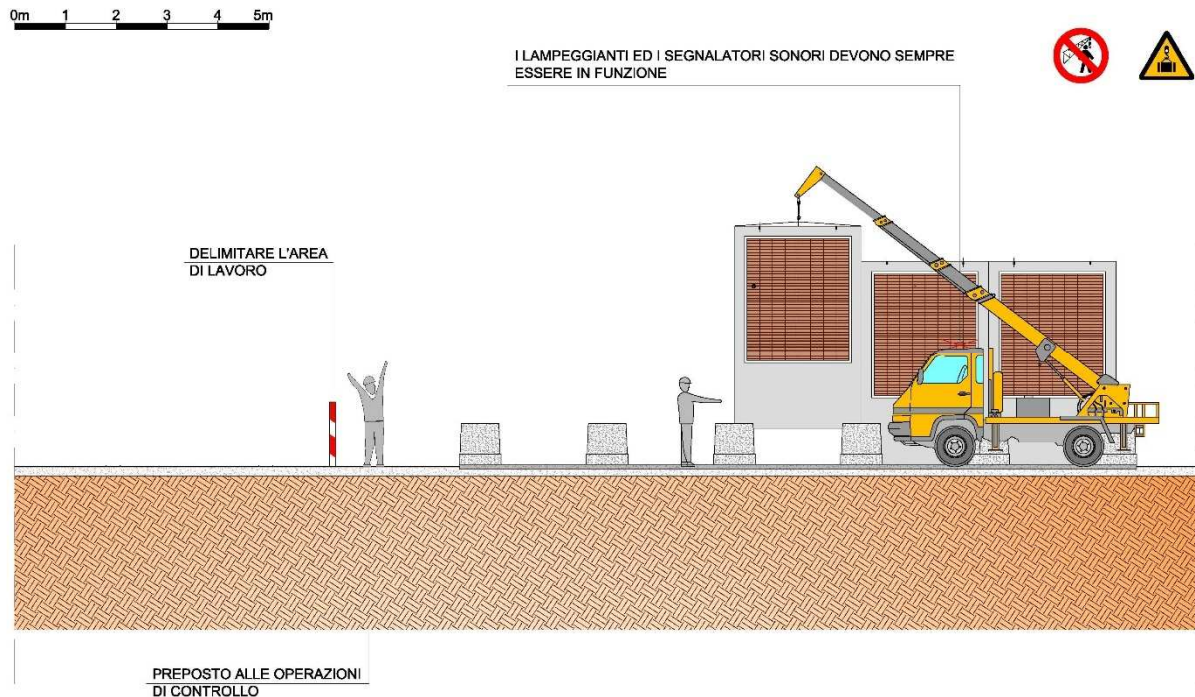 0m 1 2 3 4 5m
I LAMPEGGIANTI ED I SEGNALATORI SONORI DEVONO SEMPRE
ESSERE IN FUNZIONE
DELIMITARE L'AREA
DI LAVORO
PREPOSTO ALLE OPERAZIONI
DI CONTROLLO